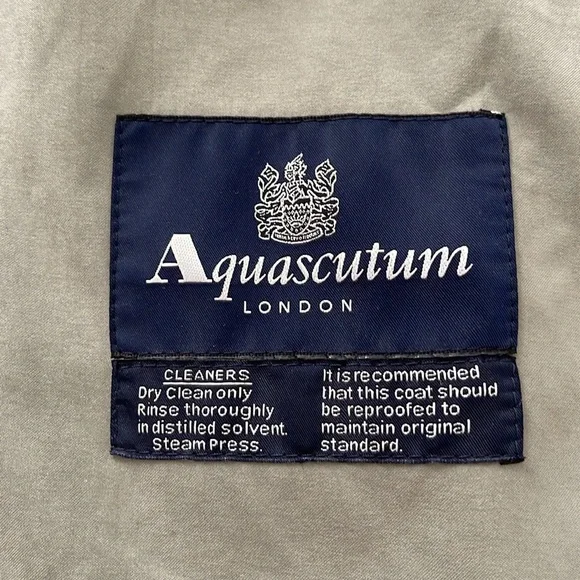 Aquascutum
LONDON
CLEANERS
Dry Clean only
Rinse thoroughly
in distilled solvent.
Steam Press.
It is recommended
that this coat should
be reproofed to
maintain original
standard.